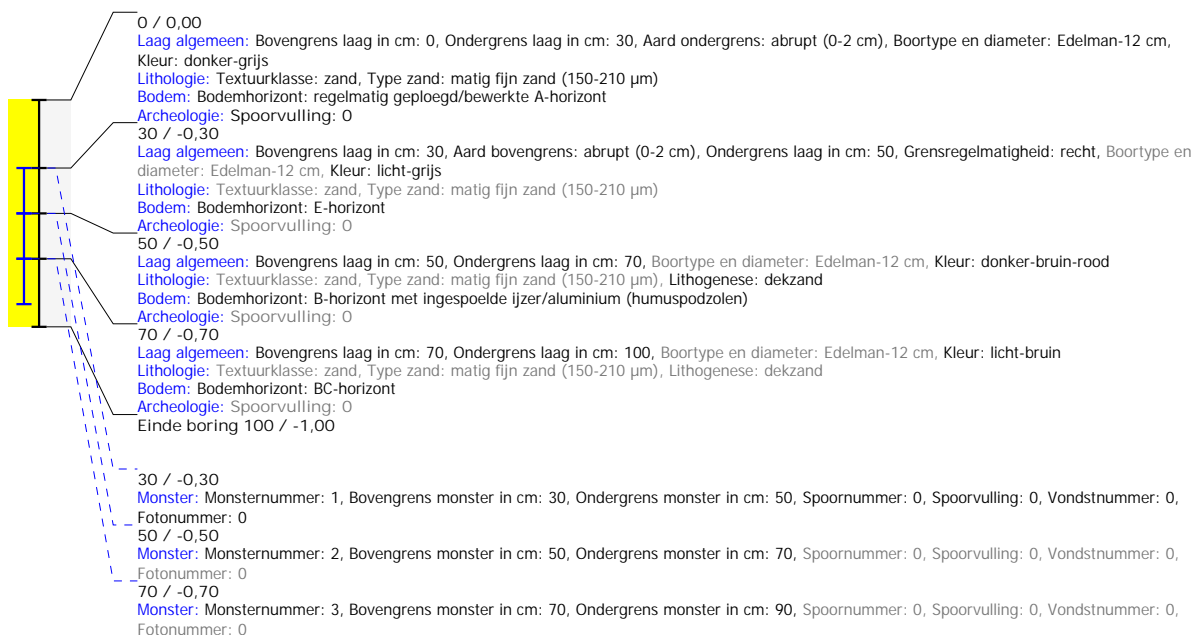 0 / 0,00
Laag algemeen: Bovengrens laag in cm: 0, Ondergrens laag in cm: 30, Aard ondergrens: abrupt (0-2 cm), Boortype en diameter: Edelman-12 cm,
Kleur: donker-grijs
Lithologie: Textuurklasse: zand, Type zand: matig fijn zand (150-210 µm)
Bodem: Bodemhorizont: regelmatig geploegd/bewerkte A-horizont
Archeologie: Spoorvulling: 0
30 / -0,30
Laag algemeen: Bovengrens laag in cm: 30, Aard bovengrens: abrupt (0-2 cm), Ondergrens laag in cm: 50, Grensregelmatigheid: recht, Boortype en
diameter: Edelman-12 cm, Kleur: licht-grijs
Lithologie: Textuurklasse: zand, Type zand: matig fijn zand (150-210 µm)
Bodem: Bodemhorizont: E-horizont
Archeologie: Spoorvulling: 0
50 / -0,50
Laag algemeen: Bovengrens laag in cm: 50, Ondergrens laag in cm: 70, Boortype en diameter: Edelman-12 cm, Kleur: donker-bruin-rood
Lithologie: Textuurklasse: zand, Type zand: matig fijn zand (150-210 µm), Lithogenese: dekzand
Bodem: Bodemhorizont: B-horizont met ingespoelde ijzer/aluminium (humuspodzolen)
Archeologie: Spoorvulling: 0
70 / -0,70
Laag algemeen: Bovengrens laag in cm: 70, Ondergrens laag in cm: 100, Boortype en diameter: Edelman-12 cm, Kleur: licht-bruin
Lithologie: Textuurklasse: zand, Type zand: matig fijn zand (150-210 µm), Lithogenese: dekzand
Bodem: Bodemhorizont: BC-horizont
Archeologie: Spoorvulling: 0
Einde boring 100 / -1,00
30 / -0,30
Monster: Monsternummer: 1, Bovengrens monster in cm: 30, Ondergrens monster in cm: 50, Spoornummer: 0, Spoorvulling: 0, Vondstnummer: 0,
Fotonummer: 0
50 / -0,50
Monster: Monsternummer: 2, Bovengrens monster in cm: 50, Ondergrens monster in cm: 70, Spoornummer: 0, Spoorvulling: 0, Vondstnummer: 0,
Fotonummer: 0
70 / -0,70
Monster: Monsternummer: 3, Bovengrens monster in cm: 70, Ondergrens monster in cm: 90, Spoornummer: 0, Spoorvulling: 0, Vondstnummer: 0,
Fotonummer: 0